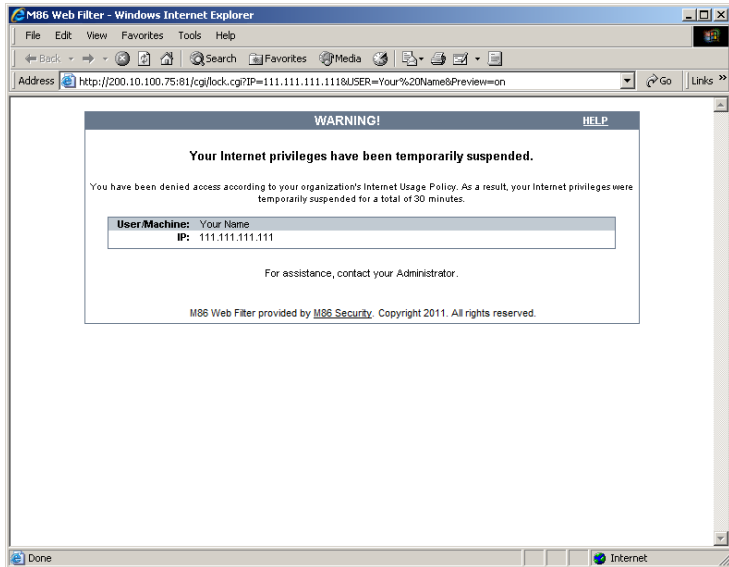 M86 Web Filter - Windows Internet Explorer
File Edit View Favorites Tools Help
Back Search Favorites Media
Address http://200.10.100.75:81/cgi/lock.cgi?IP=111.111.111.111&USER=Your%20Name&Preview=on Go Links »
WARNING! HELP
Your Internet privileges have been temporarily suspended.
You have been denied access according to your organization's Internet Usage Policy. As a result, your Internet privileges were
temporarily suspended for a total of 30 minutes.
User/Machine: Your Name
IP: 111.111.111.111
For assistance, contact your Administrator.
M86 Web Filter provided by M86 Security. Copyright 2011. All rights reserved.
Done Internet